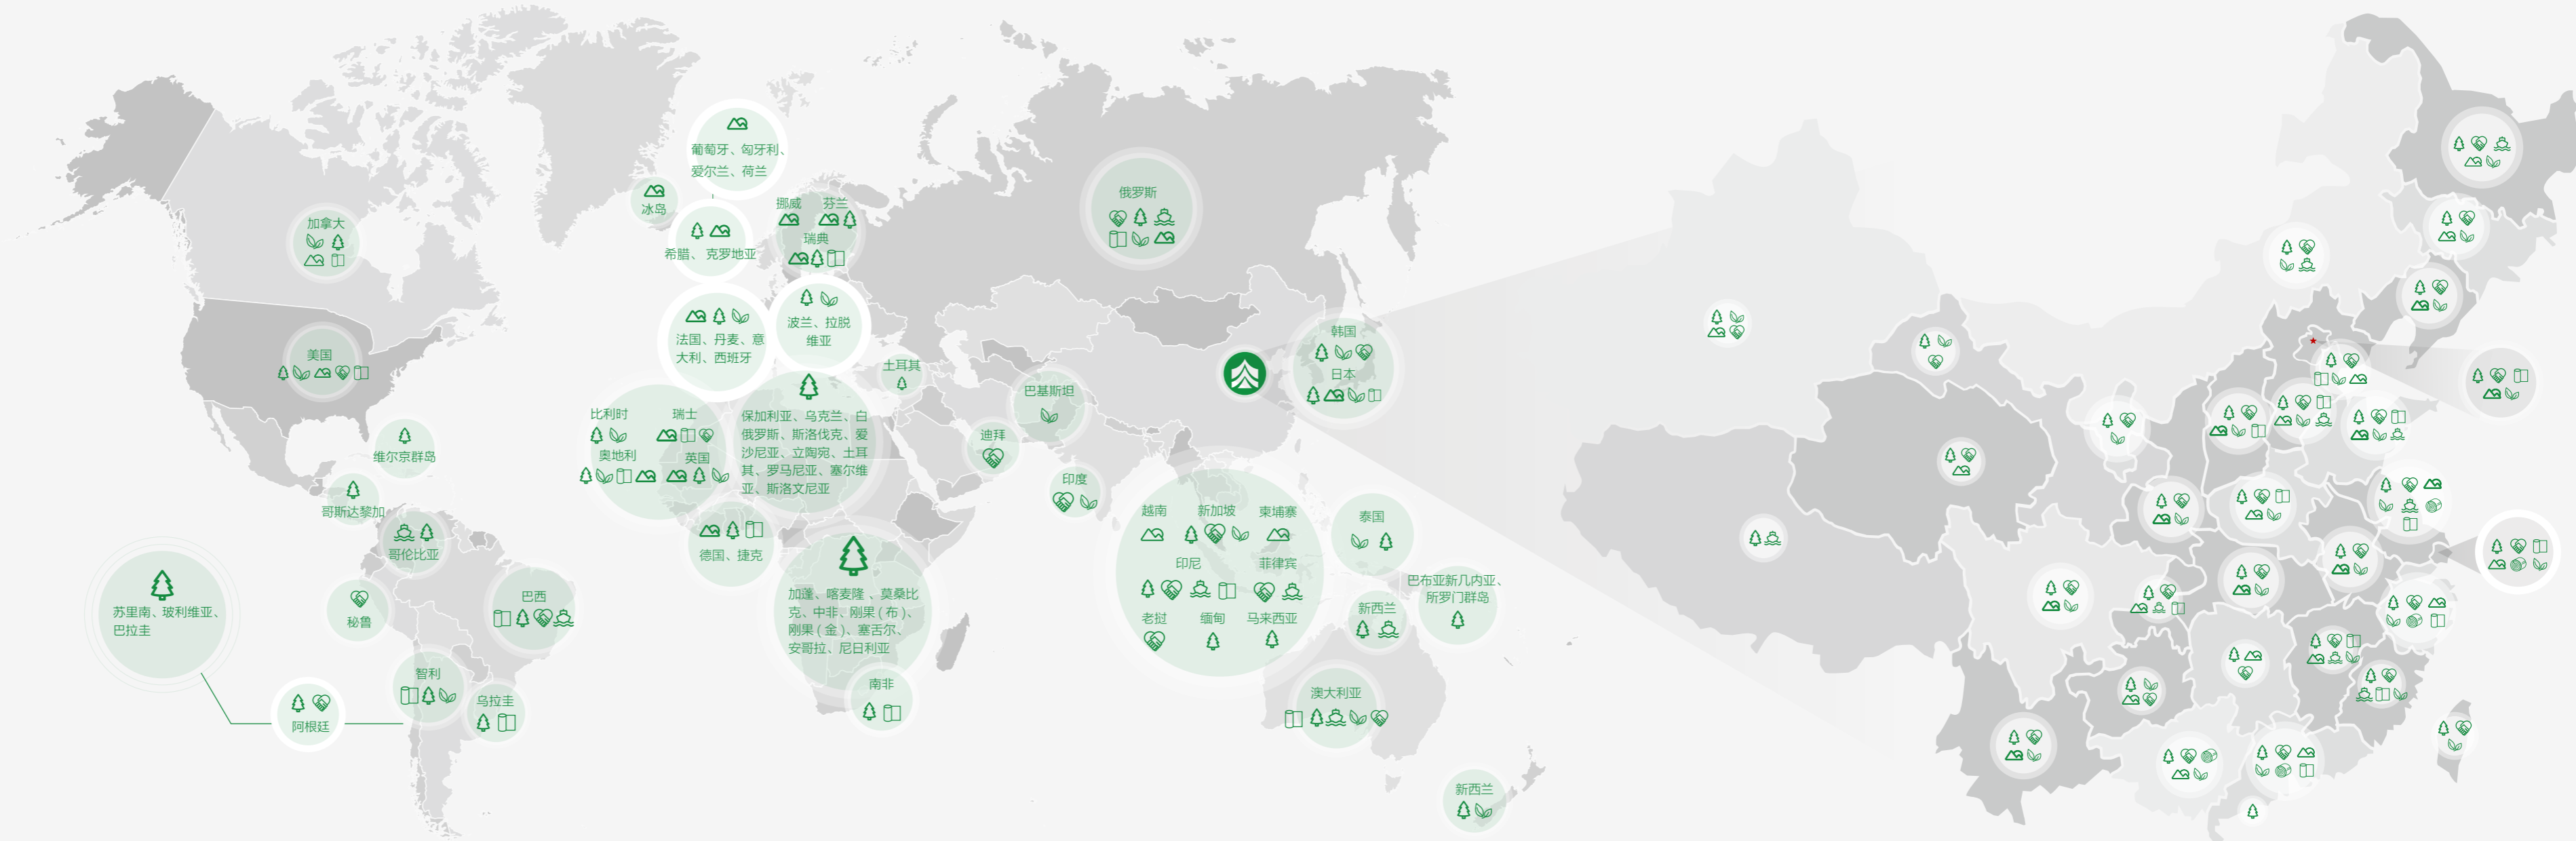 葡萄牙、匈牙利、
爱尔兰、荷兰
冰岛
挪威
芬兰
瑞典
希腊、克罗地亚
加拿大
美国
俄罗斯
法国、丹麦、意
大利、西班牙
波兰、拉脱
维亚
土耳其
韩国
日本
巴基斯坦
迪拜
印度
比利时
瑞士
奥地利
英国
保加利亚、乌克兰、白
俄罗斯、斯洛伐克、爱
沙尼亚、立陶宛、土耳
其、罗马尼亚、塞尔维
亚、斯洛文尼亚
维尔京群岛
哥斯达黎加
哥伦比亚
德国、捷克
越南
新加坡
柬埔寨
印尼
菲律宾
老挝
缅甸
马来西亚
泰国
巴布亚新几内亚、
所罗门群岛
新西兰
苏里南、玻利维亚、
巴拉圭
秘鲁
巴西
加蓬、喀麦隆、莫桑比
克、中非、刚果(布)、
刚果(金)、塞舌尔、
安哥拉、尼日利亚
智利
乌拉圭
阿根廷
南非
澳大利亚
新西兰